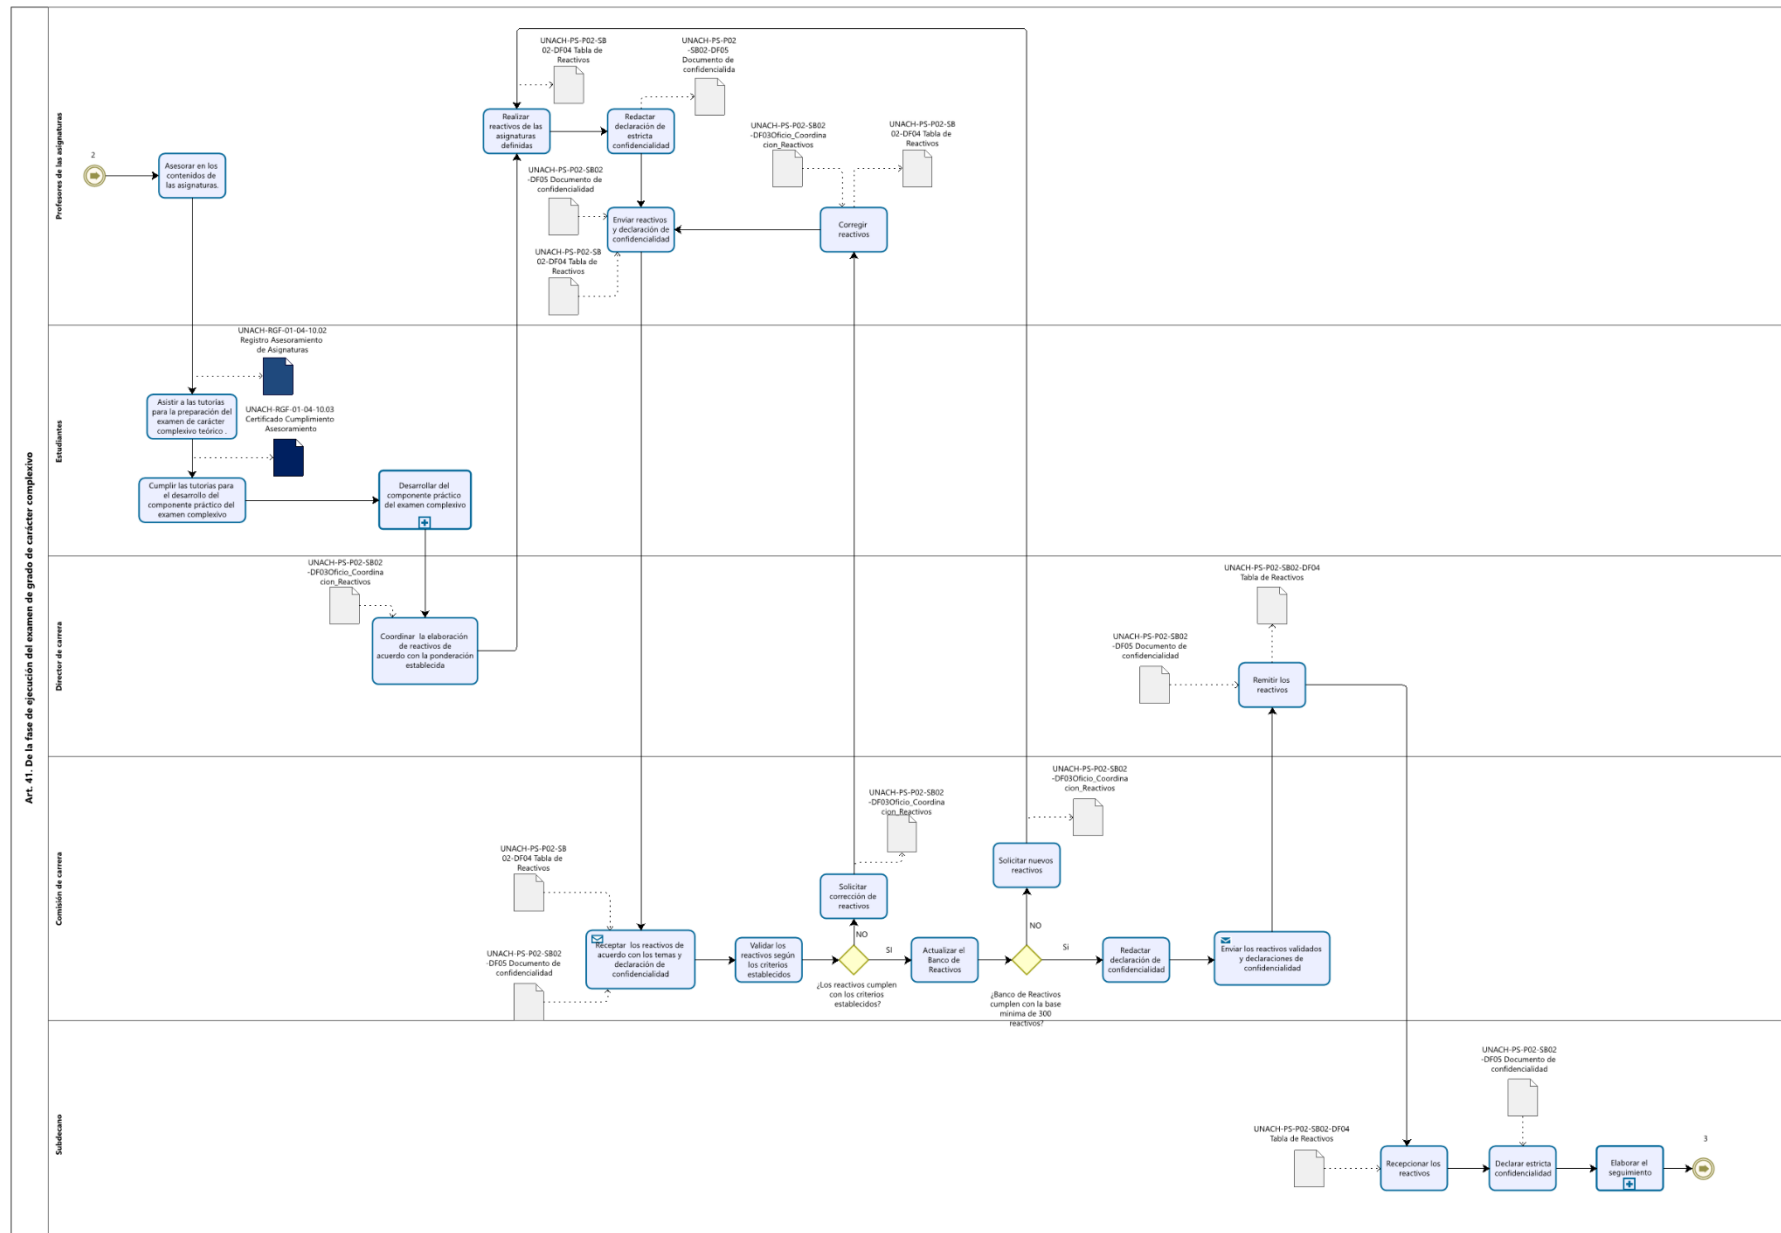 Art. 41. De la fase de ejecución del examen de grado de carácter complexivo
Profesores de las asignaturas
2
Asesorar en los
contenidos de
las asignaturas.
UNACH-PS-P02-SB
02-DF04 Tabla de
Reactivos
Realizar
reactivos de las
asignaturas
definidas
UNACH-PS-P02
-SB02-DF05
Documento de
confidencialida
Redactar
declaración de
estricta
confidencialidad
UNACH-PS-P02-SB02
-DF05 Documento de
confidencialidad
Enviar reactivos
y declaración de
confidencialidad
UNACH-PS-P02-SB
02-DF04 Tabla de
Reactivos
UNACH-PS-P02-SB02
-DF03Oficio_Coordina
cion_Reactivos
UNACH-PS-P02-SB
02-DF04 Tabla de
Reactivos
Corregir
reactivos
Estudiantes
UNACH-RGF-01-04-10.02
Registro Asesoramiento
de Asignaturas
Asistir a las tutorías
para la preparación del
examen de carácter
complexivo teórico .
UNACH-RGF-01-04-10.03
Certificado Cumplimiento
Asesoramiento
Cumplir las tutorías para
el desarrollo del
componente práctico del
examen complexivo
Desarrollar del
componente práctico
del examen complexivo
Director de carrera
UNACH-PS-P02-SB02
-DF03Oficio_Coordina
cion_Reactivos
Coordinar la elaboración
de reactivos de
acuerdo con la ponderación
establecida
UNACH-PS-P02-SB02-DF04
Tabla de Reactivos
UNACH-PS-P02-SB02
-DF05 Documento de
confidencialidad
Remitir los
reactivos
Comisión de carrera
UNACH-PS-P02-SB
02-DF04 Tabla de
Reactivos
UNACH-PS-P02-SB02
-DF05 Documento de
confidencialidad
Receptar los reactivos de
acuerdo con los temas y
declaración de
confidencialidad
Validar los
reactivos según
los criterios
establecidos
UNACH-PS-P02-SB02
-DF03Oficio_Coordina
cion_Reactivos
Solicitar
corrección de
reactivos
NO
SI
¿Los reactivos cumplen
con los criterios
establecidos?
Actualizar el
Banco de
Reactivos
UNACH-PS-P02-SB02
-DF03Oficio_Coordina
cion_Reactivos
Solicitar nuevos
reactivos
NO
Si
¿Banco de Reactivos
cumplen con la base
mínima de 300
reactivos?
Redactar
declaración de
confidencialidad
Enviar los reactivos validados
y declaraciones de
confidencialidad
Subdecano
UNACH-PS-P02-SB02-DF04
Tabla de Reactivos
Recepcionar los
reactivos
UNACH-PS-P02-SB02
-DF05 Documento de
confidencialidad
Declarar estricta
confidencialidad
Elaborar el
seguimiento
3